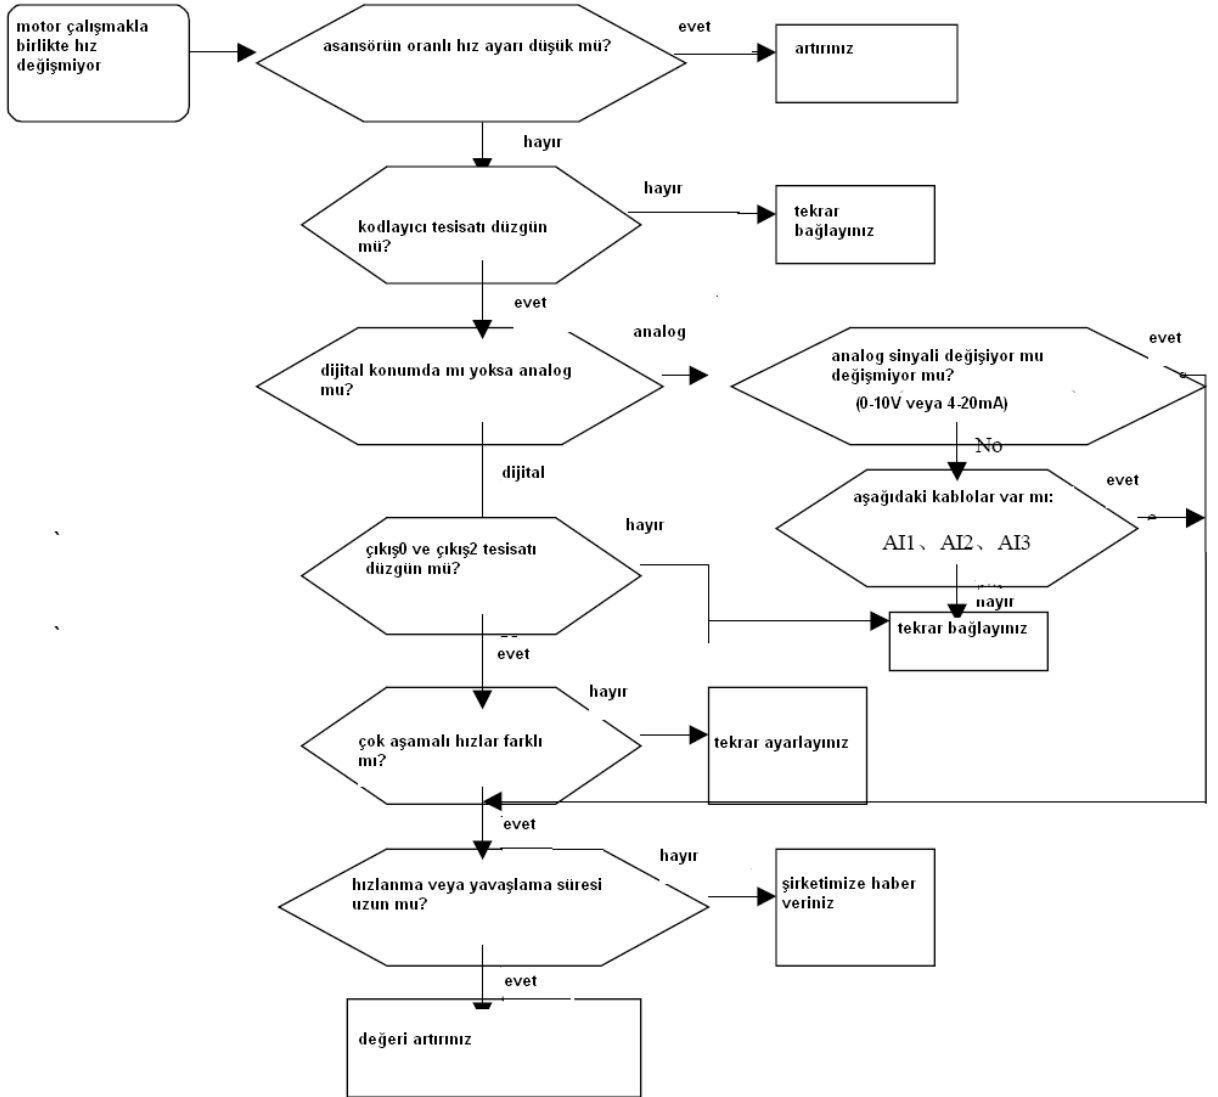 motor çalışmakla
birlikte hız
değişmiyor
asansörün oranlı hız ayarı düşük mü?
evet
artırınız
hayır
kodlayıcı tesisatı düzgün
mü?
hayır
tekrar
bağlayınız
evet
dijital konumda mı yoksa analog
mu?
analog
analog sinyali değişiyor mu
değişmiyor mu?
(0-10V veya 4-20mA)
evet
No
dijital
aşağıdaki kablolar var mı:
AI1、AI2、AI3
evet
hayır
çıkış0 ve çıkış2 tesisatı
düzgün mü?
hayır
tekrar bağlayınız
evet
çok aşamalı hızlar farklı
mı?
hayır
tekrar ayarlayınız
evet
hızlanma veya yavaşlama süresi
uzun mu?
hayır
şirketimize haber
veriniz
evet
değeri artırınız